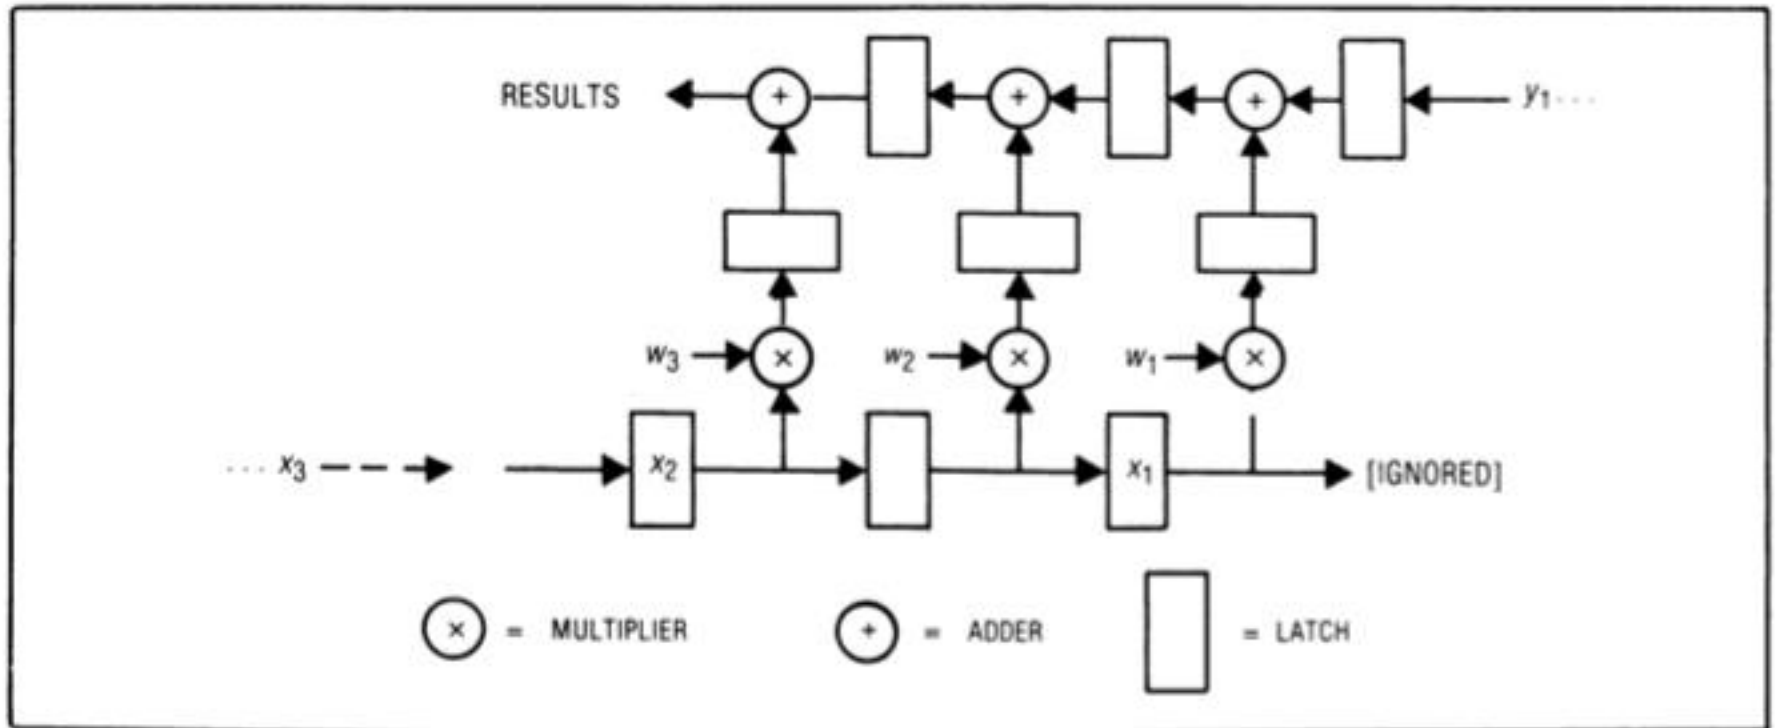 RESULTS + + + y₁ · · ·
w₃ × w₂ × w₁ ×
· · · x₃ x₂ x₁ [IGNORED]
× = MULTIPLIER + = ADDER = LATCH